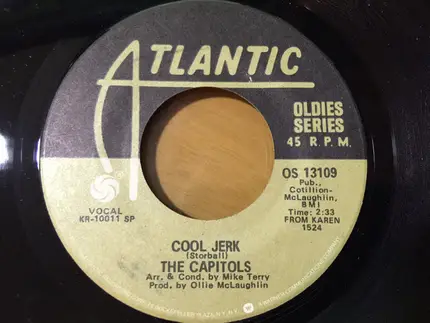 ATLANTIC
OLDIES
SERIES
45 R.P.M.
OS 13109
Pub.,
Cotillion-
McLaughlin,
BMI
Time: 2:33
FROM KAREN
1524
VOCAL
KR-10011 SP
COOL JERK
(Storball)
THE CAPITOLS
Arr. & Cond. by Mike Terry
Prod. by Ollie McLaughlin